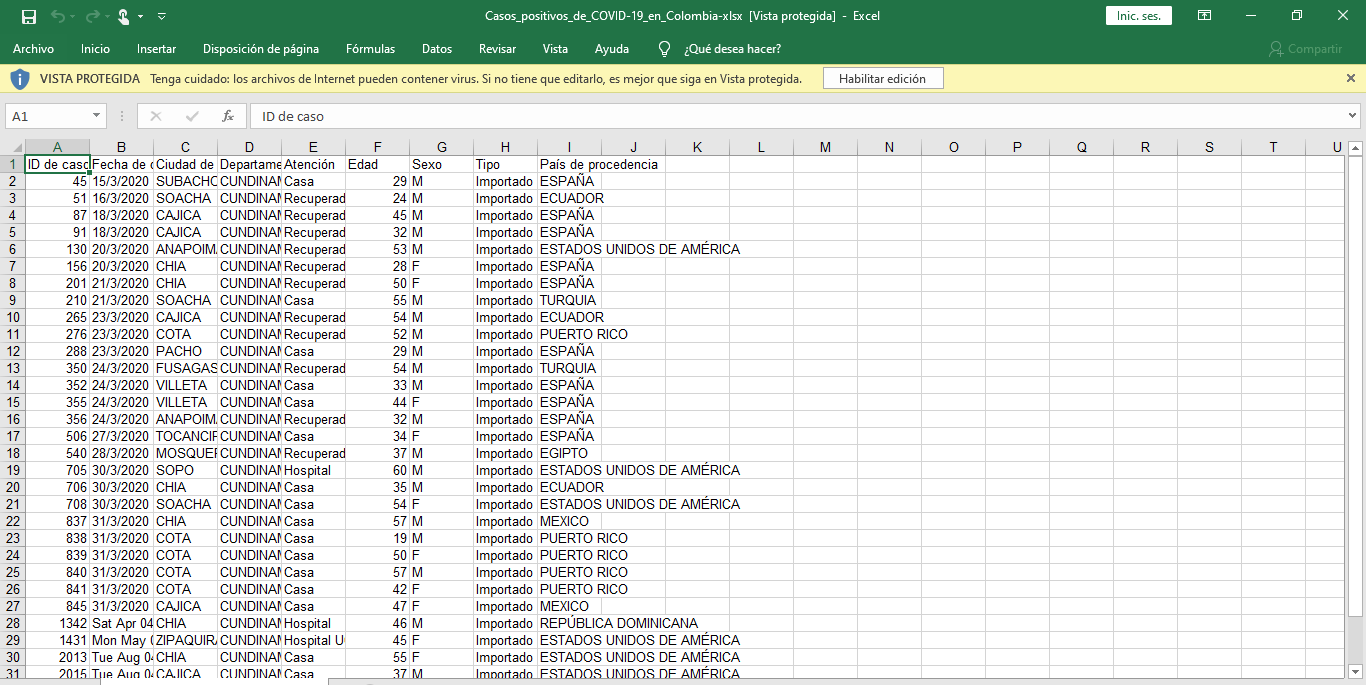 Casos_positivos_de_COVID-19_en_Colombia-xlsx [Vista protegida] - Excel
Inic. ses.
Archivo Inicio Insertar Disposición de página Fórmulas Datos Revisar Vista Ayuda ¿Qué desea hacer? Compartir
VISTA PROTEGIDA Tenga cuidado: los archivos de Internet pueden contener virus. Si no tiene que editarlo, es mejor que siga en Vista protegida. Habilitar edición
A1 fx ID de caso
A B C D E F G H I J K L M N O P Q R S T U
1 ID de caso Fecha de Ciudad de Departame Atención Edad Sexo Tipo País de procedencia
2 45 15/3/2020 SUBACHO CUNDINAM Casa 29 M Importado ESPAÑA
3 51 16/3/2020 SOACHA CUNDINAM Recuperad 24 M Importado ECUADOR
4 87 18/3/2020 CAJICA CUNDINAM Recuperad 45 M Importado ESPAÑA
5 91 18/3/2020 CAJICA CUNDINAM Recuperad 32 M Importado ESPAÑA
6 130 20/3/2020 ANAPOIM CUNDINAM Recuperad 53 M Importado ESTADOS UNIDOS DE AMÉRICA
7 156 20/3/2020 CHIA CUNDINAM Recuperad 28 F Importado ESPAÑA
8 201 21/3/2020 CHIA CUNDINAM Recuperad 50 F Importado ESPAÑA
9 210 21/3/2020 SOACHA CUNDINAM Casa 55 M Importado TURQUIA
10 265 23/3/2020 CAJICA CUNDINAM Recuperad 54 M Importado ECUADOR
11 276 23/3/2020 COTA CUNDINAM Recuperad 52 M Importado PUERTO RICO
12 288 23/3/2020 PACHO CUNDINAM Casa 29 M Importado ESPAÑA
13 350 24/3/2020 FUSAGAS CUNDINAM Recuperad 54 M Importado TURQUIA
14 352 24/3/2020 VILLETA CUNDINAM Casa 33 M Importado ESPAÑA
15 355 24/3/2020 VILLETA CUNDINAM Casa 44 F Importado ESPAÑA
16 356 24/3/2020 ANAPOIM CUNDINAM Recuperad 32 M Importado ESPAÑA
17 506 27/3/2020 TOCANCIP CUNDINAM Casa 34 F Importado ESPAÑA
18 540 28/3/2020 MOSQUER CUNDINAM Recuperad 37 M Importado EGIPTO
19 705 30/3/2020 SOPO CUNDINAM Hospital 60 M Importado ESTADOS UNIDOS DE AMÉRICA
20 706 30/3/2020 CHIA CUNDINAM Casa 35 M Importado ECUADOR
21 708 30/3/2020 SOACHA CUNDINAM Casa 54 F Importado ESTADOS UNIDOS DE AMÉRICA
22 837 31/3/2020 CHIA CUNDINAM Casa 57 M Importado MEXICO
23 838 31/3/2020 COTA CUNDINAM Casa 19 M Importado PUERTO RICO
24 839 31/3/2020 COTA CUNDINAM Casa 50 F Importado PUERTO RICO
25 840 31/3/2020 COTA CUNDINAM Casa 57 M Importado PUERTO RICO
26 841 31/3/2020 COTA CUNDINAM Casa 42 F Importado PUERTO RICO
27 845 31/3/2020 CAJICA CUNDINAM Casa 47 F Importado MEXICO
28 1342 Sat Apr 04 CHIA CUNDINAM Hospital 46 M Importado REPÚBLICA DOMINICANA
29 1431 Mon May ZIPAQUIRA CUNDINAM Hospital U 45 F Importado ESTADOS UNIDOS DE AMÉRICA
30 2013 Tue Aug 04 CHIA CUNDINAM Casa 55 F Importado ESTADOS UNIDOS DE AMÉRICA
31 2015 Tue Aug 04 CAJICA CUNDINAM Casa 37 M Importado ESTADOS UNIDOS DE AMÉRICA